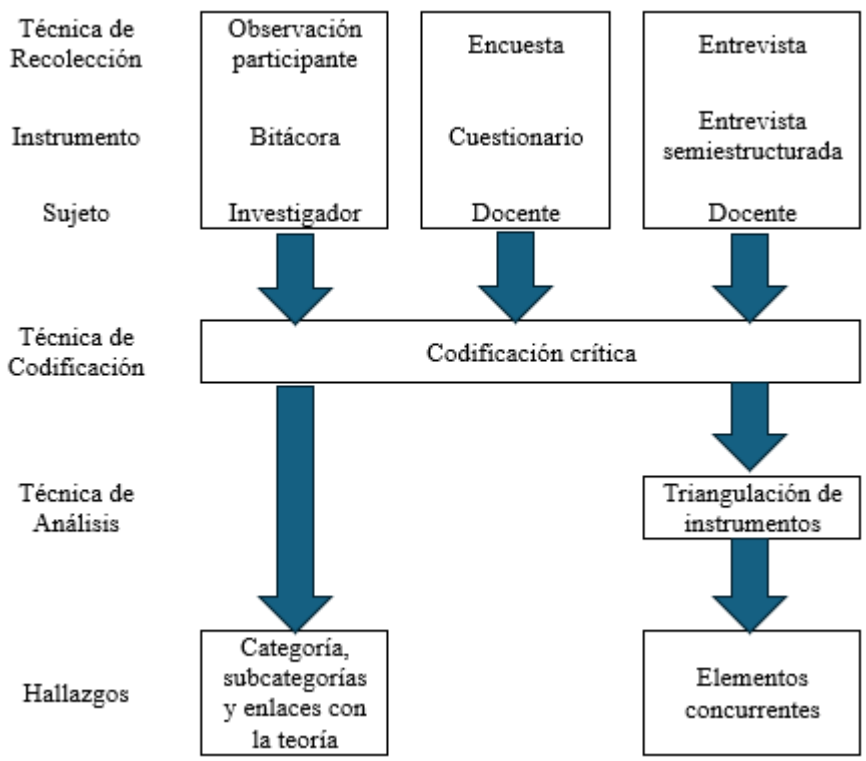 Técnica de
Recolección
Observación
participante
Encuesta
Entrevista
Instrumento
Bitácora
Cuestionario
Entrevista
semiestructurada
Sujeto
Investigador
Docente
Docente
Técnica de
Codificación
Codificación crítica
Técnica de
Análisis
Triangulación de
instrumentos
Hallazgos
Categoría,
subcategorías
y enlaces con
la teoría
Elementos
concurrentes